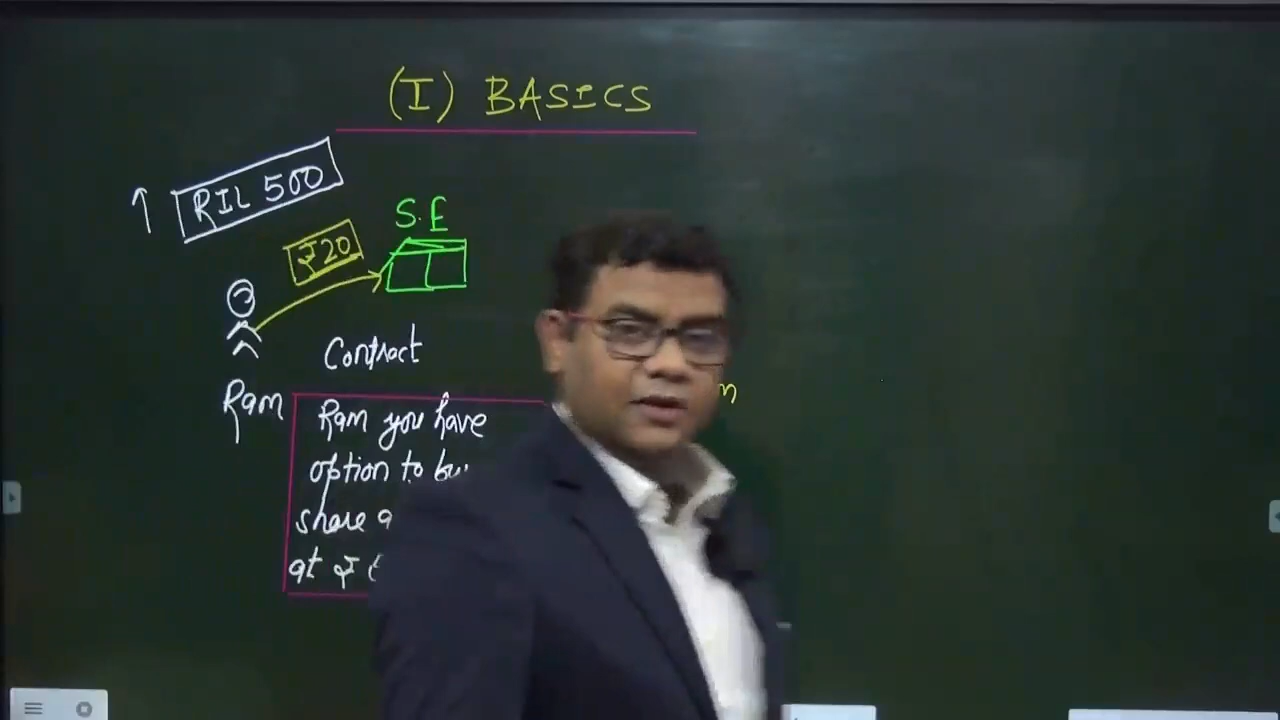 (I) BASICS
↑ RIL 500
₹20
S.E
Contract
Ram
Ram you have
option to
share
at ₹